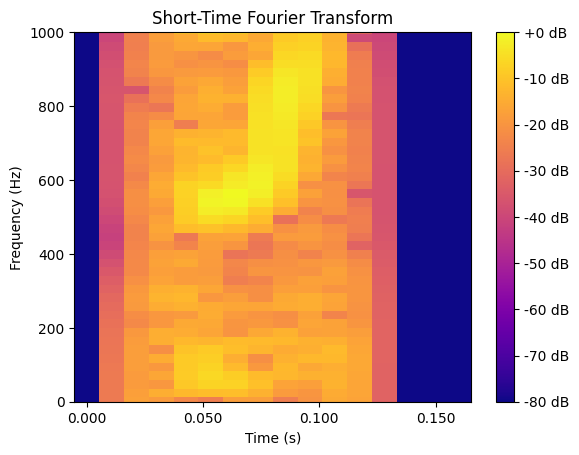 Short-Time Fourier Transform
Frequency (Hz)
1000
800
600
400
200
0
0.000
0.050
0.100
0.150
Time (s)
+0 dB
-10 dB
-20 dB
-30 dB
-40 dB
-50 dB
-60 dB
-70 dB
-80 dB